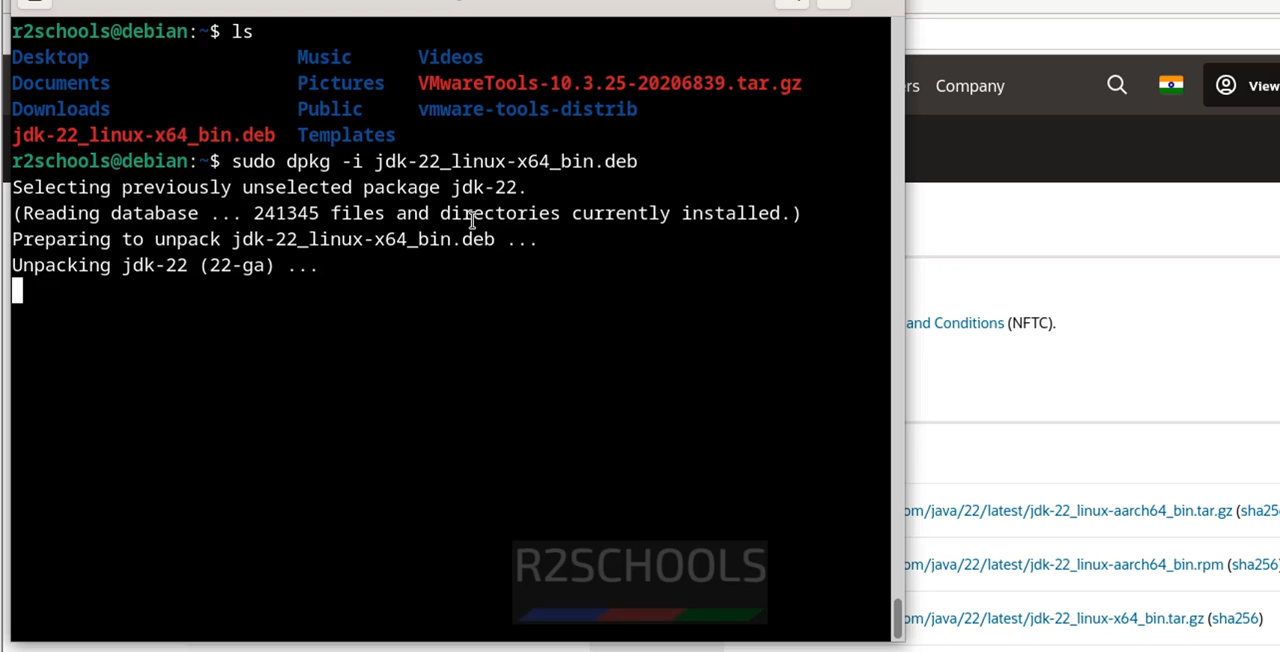 r2schools@debian:~$ ls
Desktop Music Videos
Documents Pictures VMwareTools-10.3.25-20206839.tar.gz
Downloads Public vmware-tools-distrib
jdk-22_linux-x64_bin.deb Templates
r2schools@debian:~$ sudo dpkg -i jdk-22_linux-x64_bin.deb
Selecting previously unselected package jdk-22.
(Reading database ... 241345 files and directories currently installed.)
Preparing to unpack jdk-22_linux-x64_bin.deb ...
Unpacking jdk-22 (22-ga) ...
R2SCHOOLS
ers Company View
and Conditions (NFTC).
om/java/22/latest/jdk-22_linux-aarch64_bin.tar.gz (sha25
om/java/22/latest/jdk-22_linux-aarch64_bin.rpm (sha256
om/java/22/latest/jdk-22_linux-x64_bin.tar.gz (sha256)